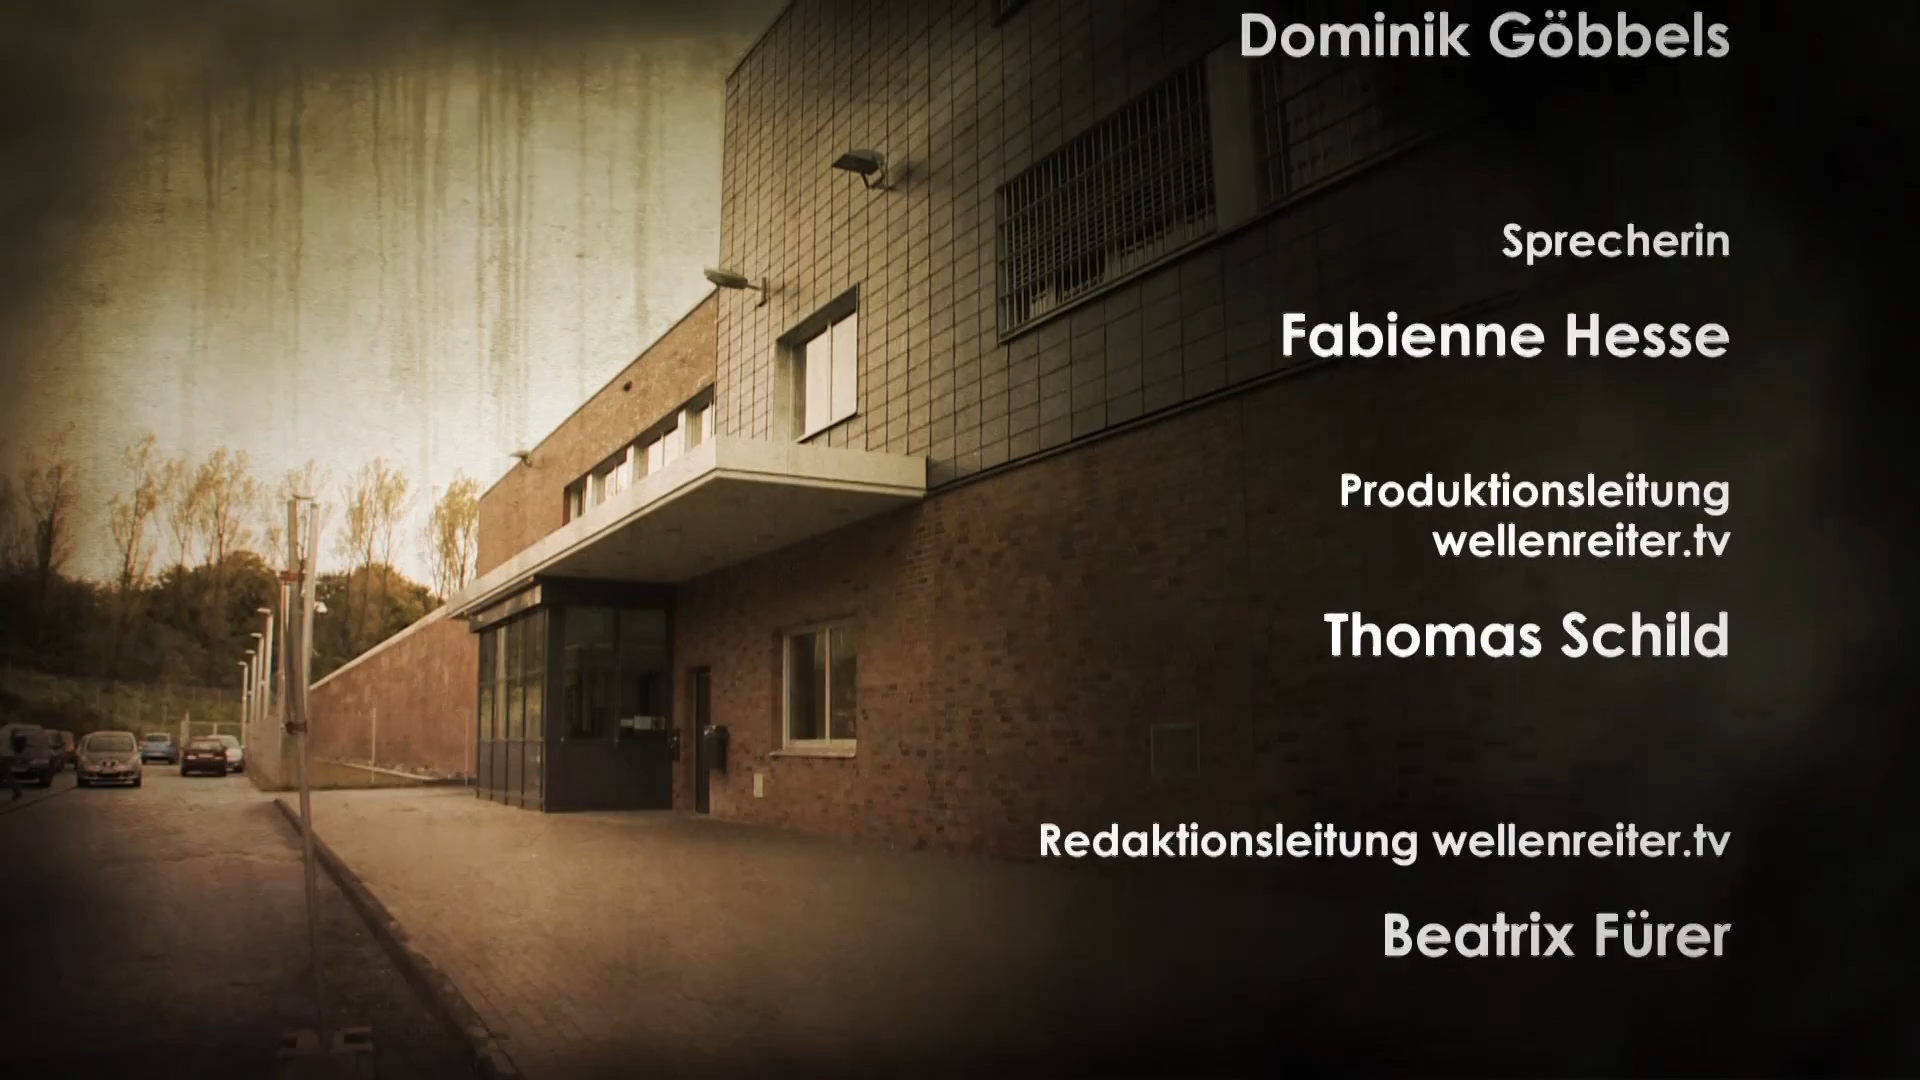 Dominik Göbbels
Sprecherin
Fabienne Hesse
Produktionsleitung
wellenreiter.tv
Thomas Schild
Redaktionsleitung wellenreiter.tv
Beatrix Fürer